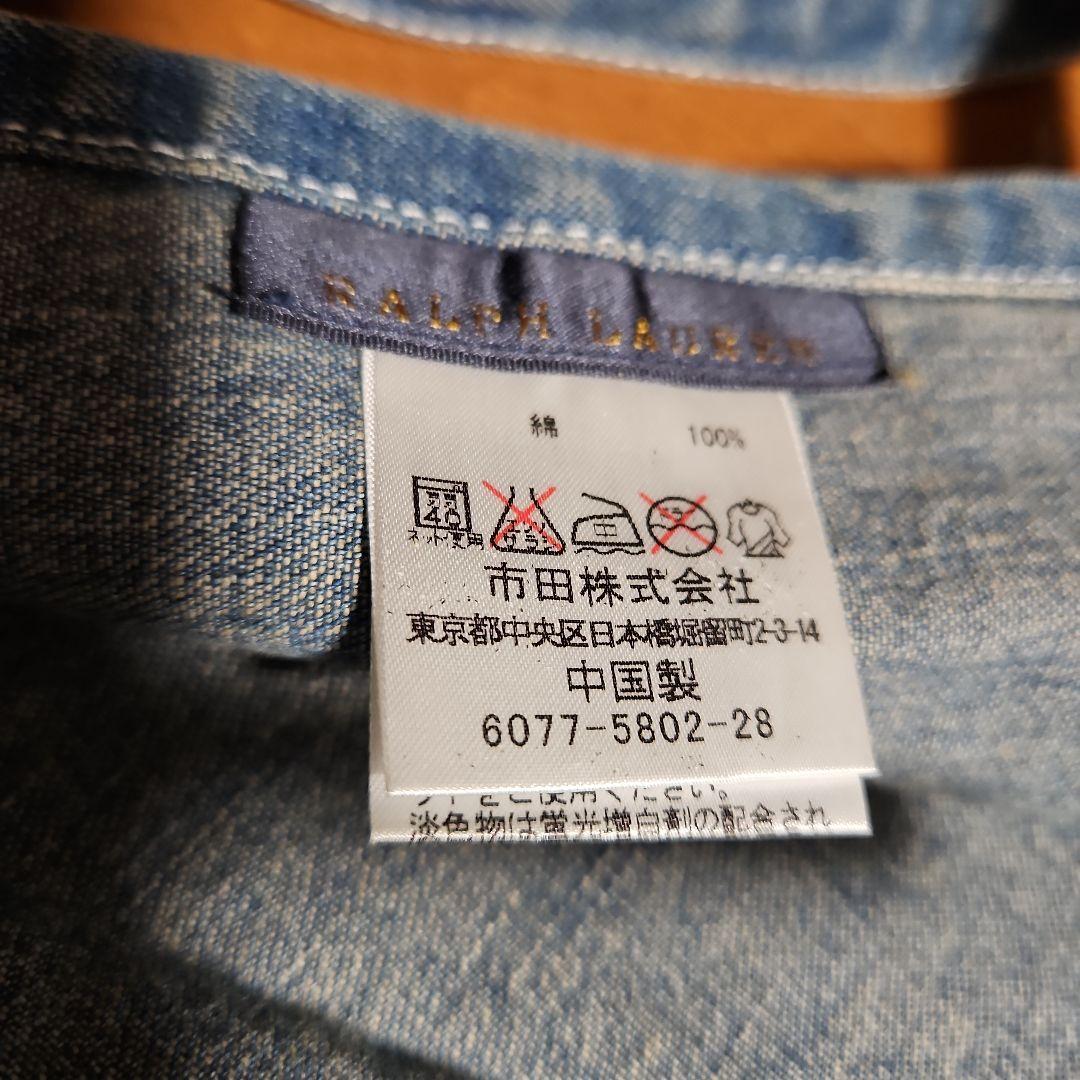 RALPH LAUREN
綿 100%
40
ネット使用
市田株式会社
東京都中央区日本橋堀留町2-3-14
中国製
6077-5802-28
淡色物は蛍光増白剤の配合され